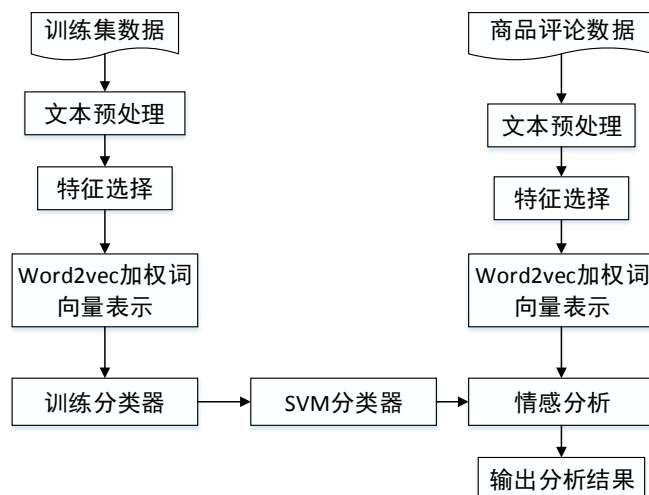 训练集数据
文本预处理
特征选择
Word2vec加权词
向量表示
训练分类器
SVM分类器
商品评论数据
文本预处理
特征选择
Word2vec加权词
向量表示
情感分析
输出分析结果